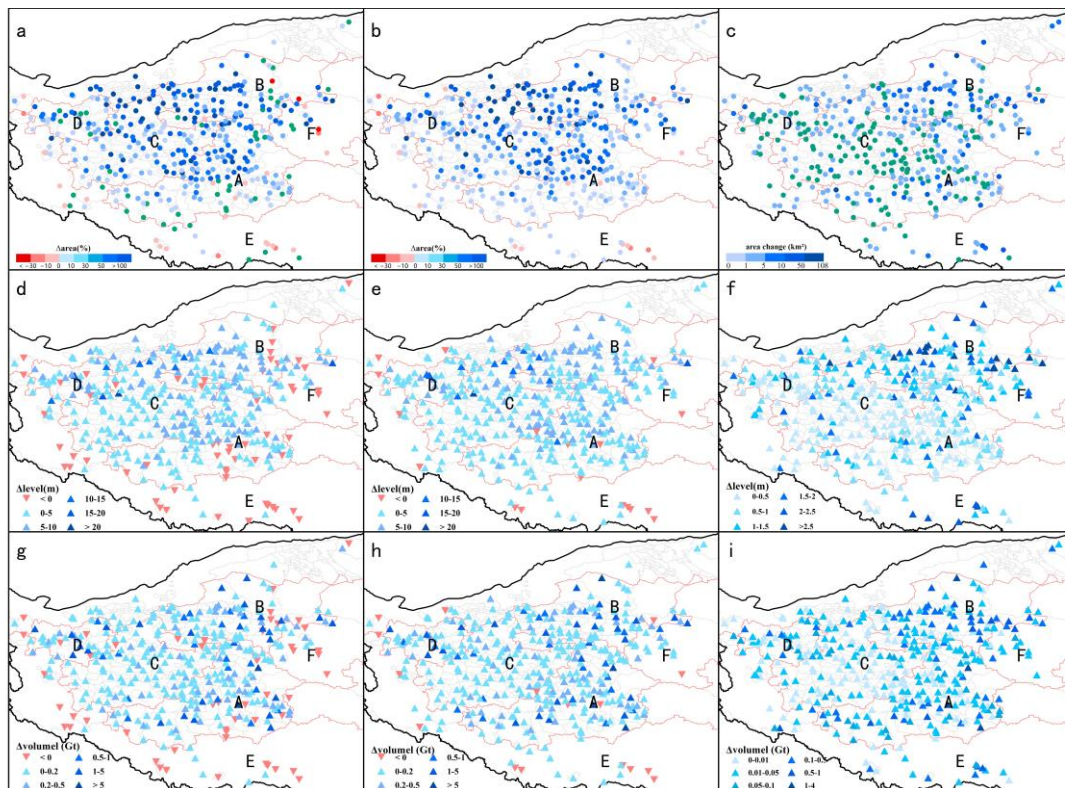 a
B
D
C
F
A
E
Δarea(%)
< -30 -10 0 10 30 50 >100
b
B
D
C
F
A
E
Δarea(%)
< -30 -10 0 10 30 50 >100
c
B
D
C
F
A
E
area change (km²)
0 1 5 10 50 108
d
B
D
C
F
A
E
Δlevel(m)
< 0 10-15
0-5 15-20
5-10 > 20
e
B
D
C
F
A
E
Δlevel(m)
< 0 10-15
0-5 15-20
5-10 > 20
f
B
D
C
F
A
E
Δlevel(m)
0-0.5 1.5-2
0.5-1 2-2.5
1-1.5 >2.5
g
B
D
C
F
A
E
Δvolumel (Gt)
< 0 0.5-1
0-0.2 1-5
0.2-0.5 > 5
h
B
D
C
F
A
E
Δvolumel (Gt)
< 0 0.5-1
0-0.2 1-5
0.2-0.5 > 5
i
B
D
C
F
A
E
Δvolumel (Gt)
0-0.01 0.1-0.5
0.01-0.05 0.5-1
0.05-0.1 1-4